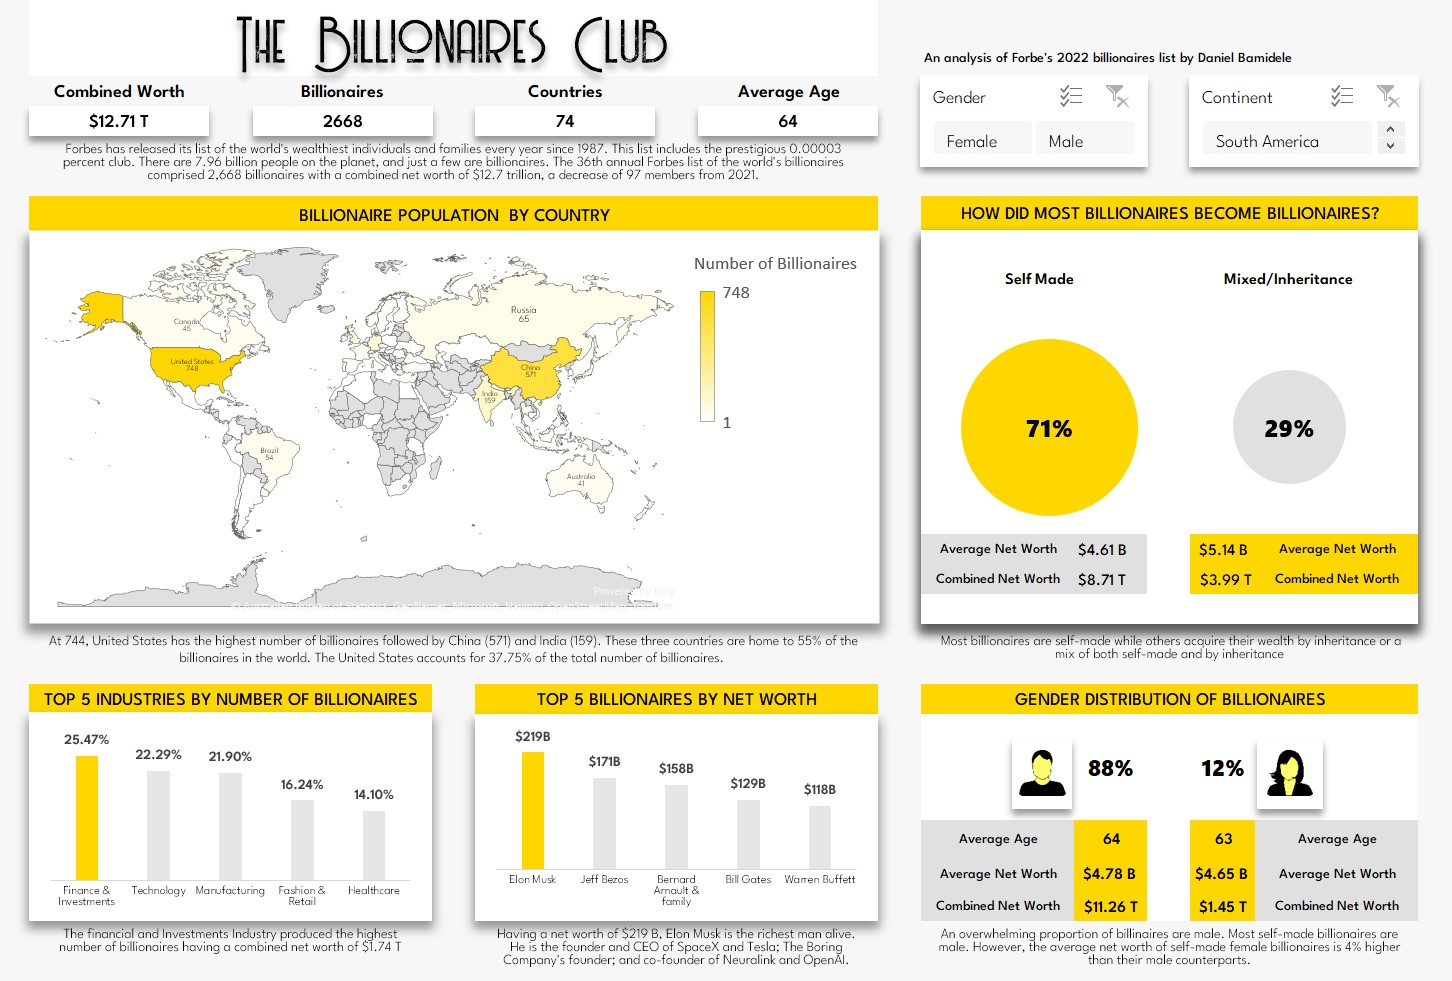 THE BILLIONAIRES CLUB
An analysis of Forbe's 2022 billionaires list by Daniel Bamidele
Combined Worth
$12.71 T
Billionaires
2668
Countries
74
Average Age
64
Gender
Female
Male
Continent
South America
Forbes has released its list of the world's wealthiest individuals and families every year since 1987. This list includes the prestigious 0.00003
percent club. There are 7.96 billion people on the planet, and just a few are billionaires. The 36th annual Forbes list of the world's billionaires
comprised 2,668 billionaires with a combined net worth of $12.7 trillion, a decrease of 97 members from 2021.
BILLIONAIRE POPULATION BY COUNTRY
Number of Billionaires
748
1
Canada
45
United States
748
Brazil
54
Russia
65
China
571
India
159
Australia
41
Powered by Bing
At 744, United States has the highest number of billionaires followed by China (571) and India (159). These three countries are home to 55% of the
billionaires in the world. The United States accounts for 37.75% of the total number of billionaires.
HOW DID MOST BILLIONAIRES BECOME BILLIONAIRES?
Self Made
71%
Average Net Worth $4.61 B
Combined Net Worth $8.71 T
Mixed/Inheritance
29%
$5.14 B Average Net Worth
$3.99 T Combined Net Worth
Most billionaires are self-made while others acquire their wealth by inheritance or a
mix of both self-made and by inheritance
TOP 5 INDUSTRIES BY NUMBER OF BILLIONAIRES
25.47%
22.29%
21.90%
16.24%
14.10%
Finance &
Investments
Technology
Manufacturing
Fashion &
Retail
Healthcare
The financial and Investments Industry produced the highest
number of billionaires having a combined net worth of $1.74 T
TOP 5 BILLIONAIRES BY NET WORTH
$219B
$171B
$158B
$129B
$118B
Elon Musk
Jeff Bezos
Bernard
Arnault &
family
Bill Gates
Warren Buffett
Having a net worth of $219 B, Elon Musk is the richest man alive.
He is the founder and CEO of SpaceX and Tesla; The Boring
Company's founder; and co-founder of Neuralink and OpenAI.
GENDER DISTRIBUTION OF BILLIONAIRES
88%
12%
Average Age 64
Average Net Worth $4.78 B
Combined Net Worth $11.26 T
63 Average Age
$4.65 B Average Net Worth
$1.45 T Combined Net Worth
An overwhelming proportion of billinaires are male. Most self-made billionaires are
male. However, the average net worth of self-made female billionaires is 4% higher
than their male counterparts.